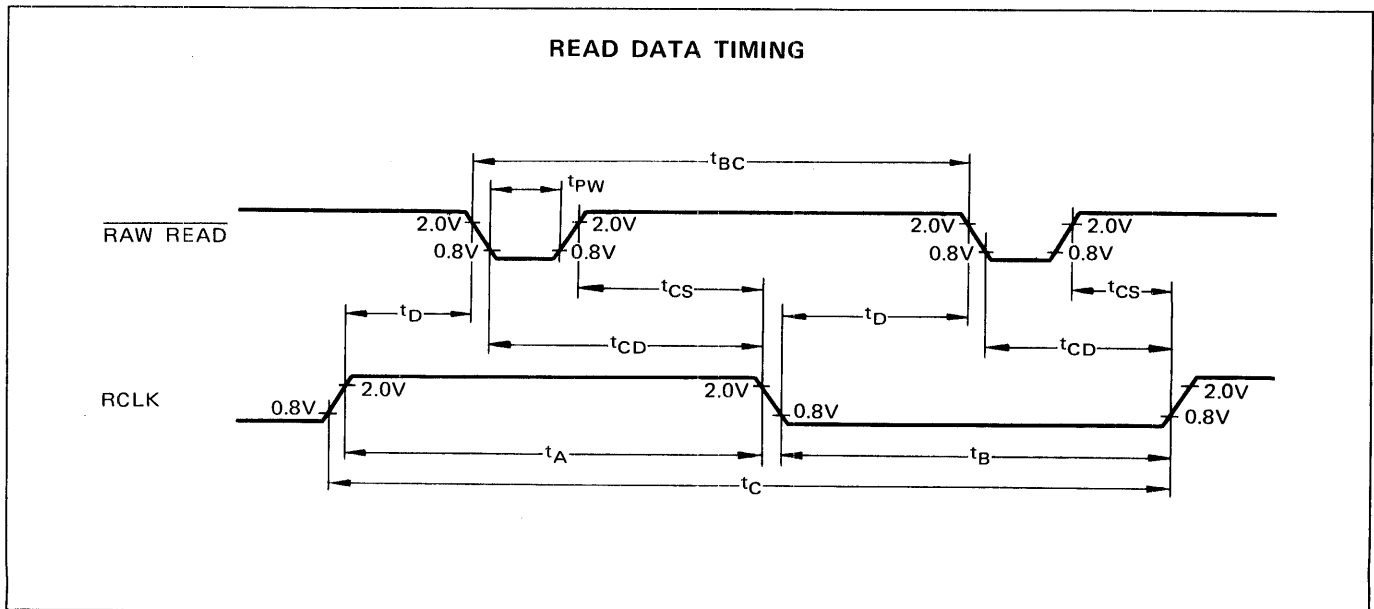 READ DATA TIMING
tBC
tPW
RAW READ
2.0V
2.0V
2.0V
2.0V
0.8V
0.8V
0.8V
0.8V
tCS
tCS
tD
tD
tCD
tCD
RCLK
0.8V
2.0V
2.0V
0.8V
2.0V
0.8V
tA
tB
tC